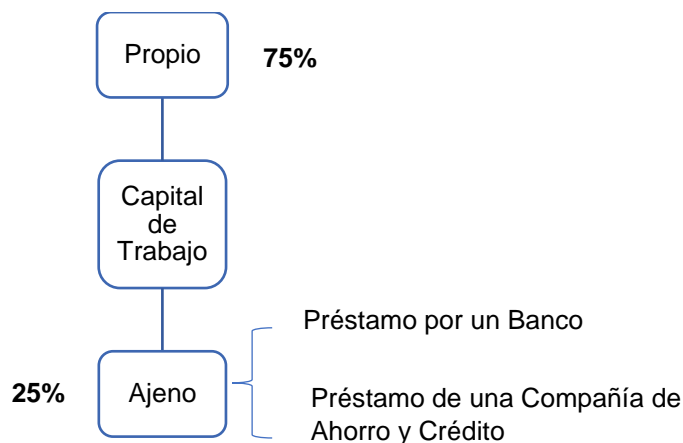 Propio
75%
Capital
de
Trabajo
Préstamo por un Banco
25%
Ajeno
Préstamo de una Compañía de
Ahorro y Crédito